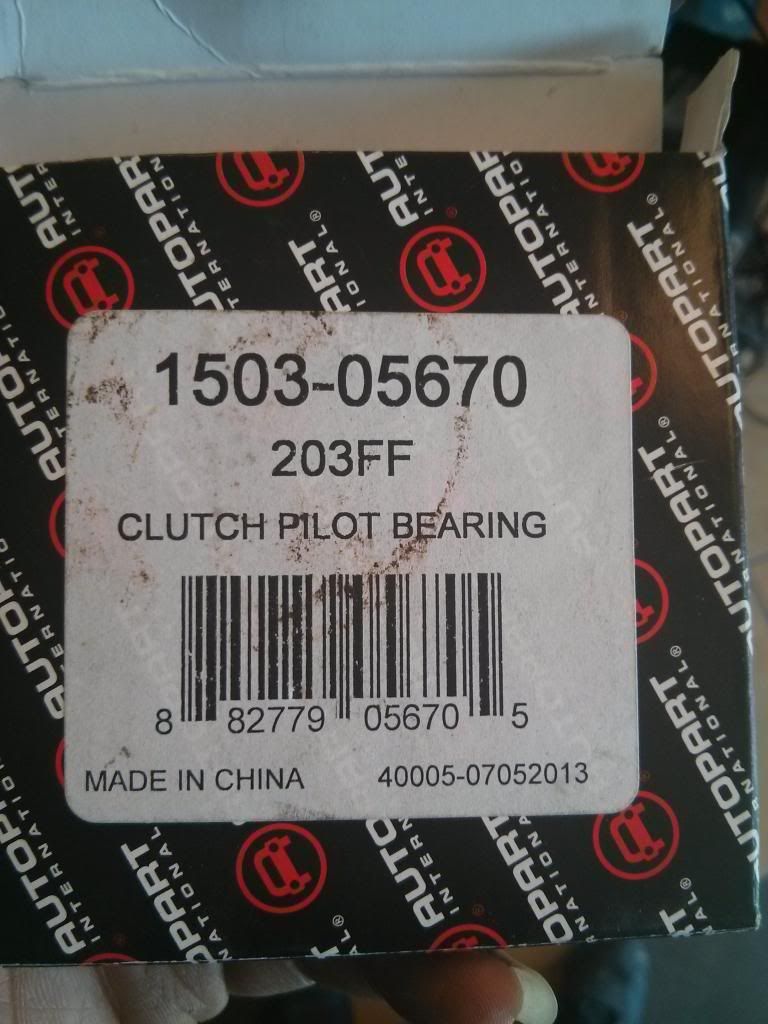 AUTOPART
INTERNATIONAL®
1503-05670
203FF
CLUTCH PILOT BEARING
8 82779 05670 5
MADE IN CHINA 40005-07052013